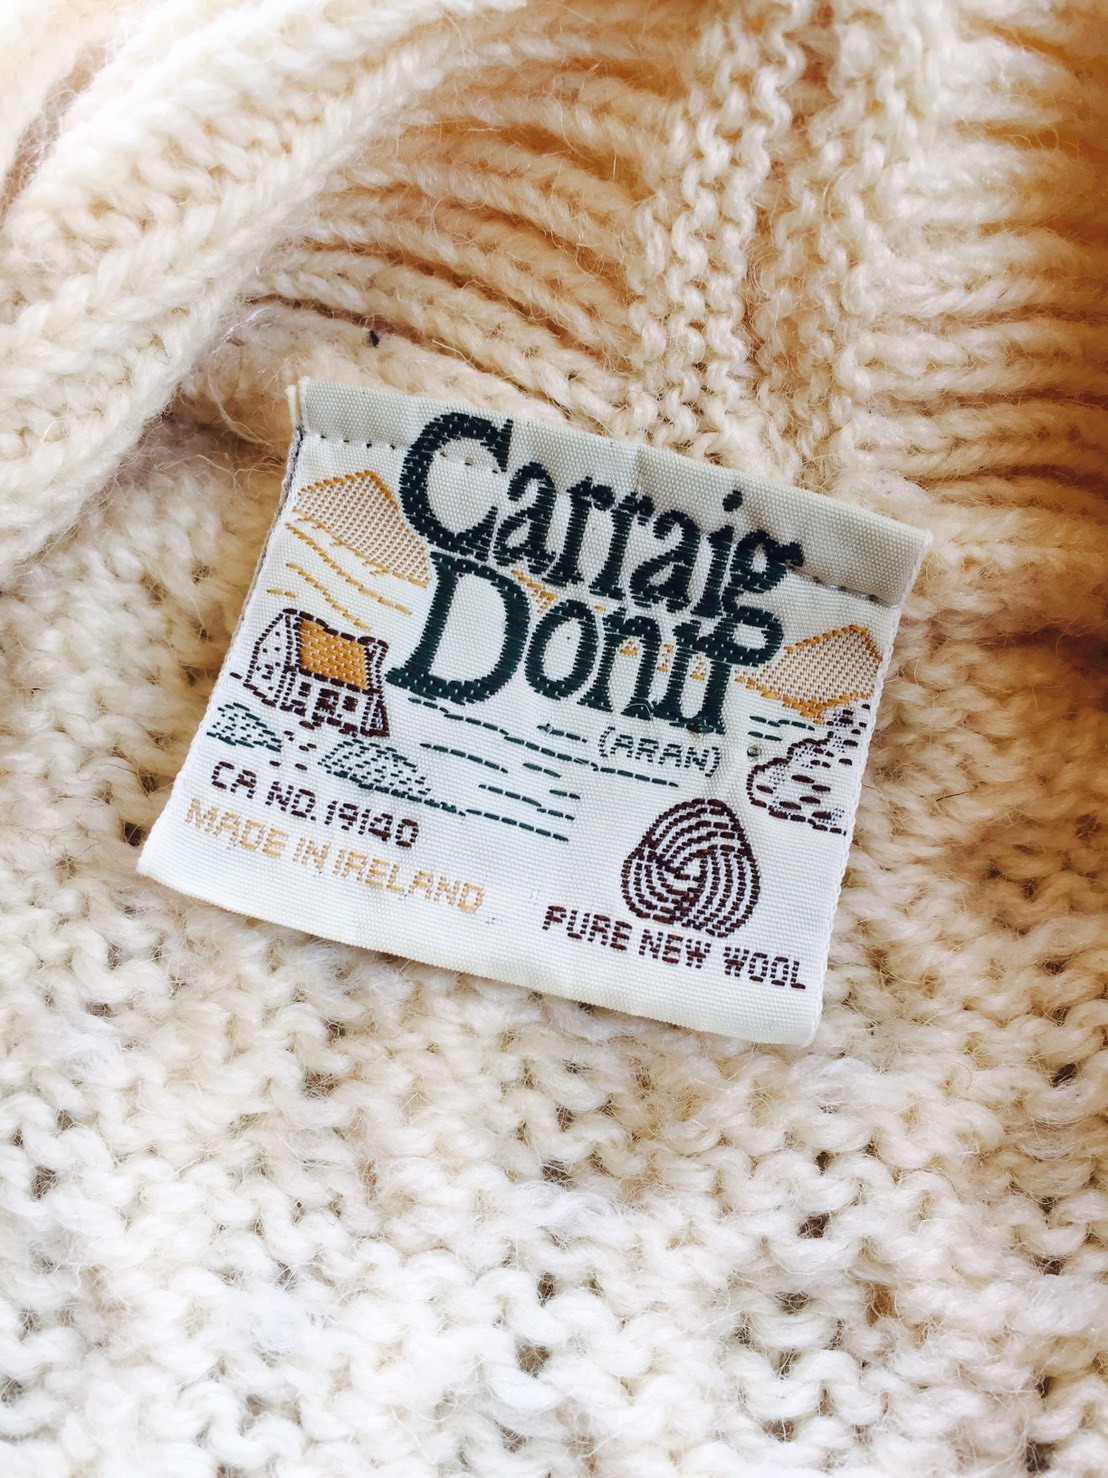 Carraig
Donn
(ARAN)
CA NO. 19140
MADE IN IRELAND
PURE NEW WOOL